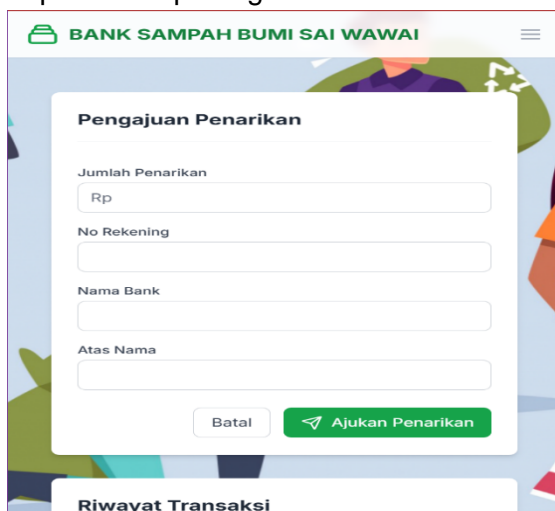 BANK SAMPAH BUMI SAI WAWAI
Pengajuan Penarikan
Jumlah Penarikan
Rp
No Rekening
Nama Bank
Atas Nama
Batal
Ajukan Penarikan
Riwayat Transaksi